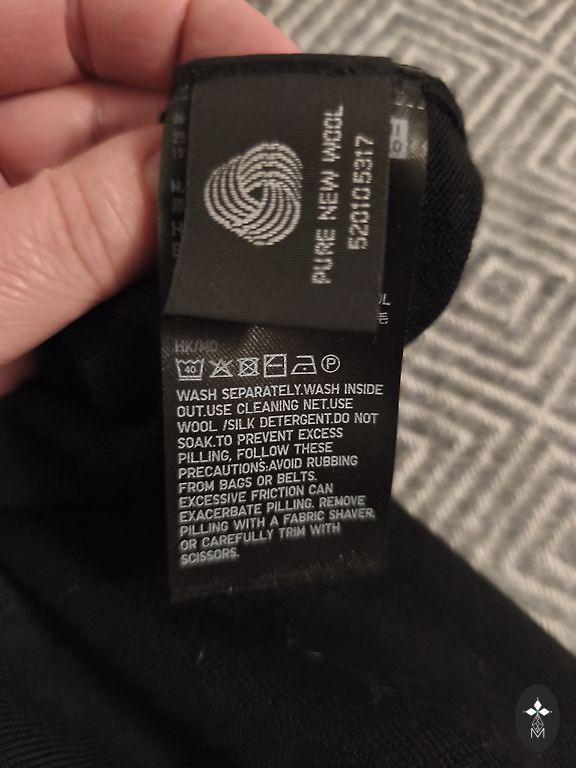 PURE NEW WOOL
520105317
HK/MO
40
P
WASH SEPARATELY.WASH INSIDE
OUT.USE CLEANING NET.USE
WOOL /SILK DETERGENT.DO NOT
SOAK.TO PREVENT EXCESS
PILLING, FOLLOW THESE
PRECAUTIONS:AVOID RUBBING
FROM BAGS OR BELTS.
EXCESSIVE FRICTION CAN
EXACERBATE PILLING. REMOVE
PILLING WITH A FABRIC SHAVER,
OR CAREFULLY TRIM WITH
SCISSORS.
M